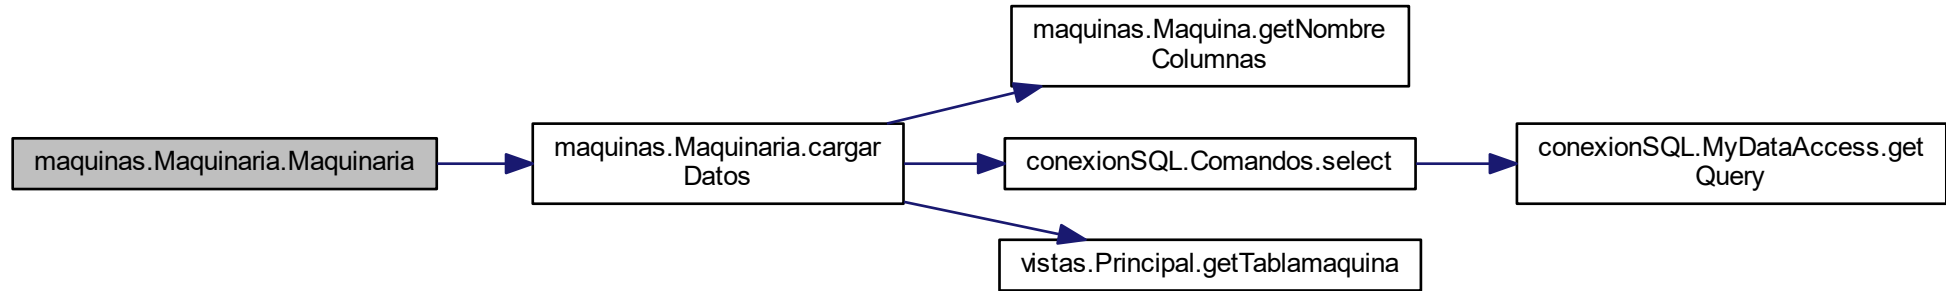 maquinas.Maquinaria.Maquinaria
maquinas.Maquinaria.cargar
Datos
maquinas.Maquina.getNombre
Columnas
conexionSQL.Comandos.select
conexionSQL.MyDataAccess.get
Query
vistas.Principal.getTablamaquina